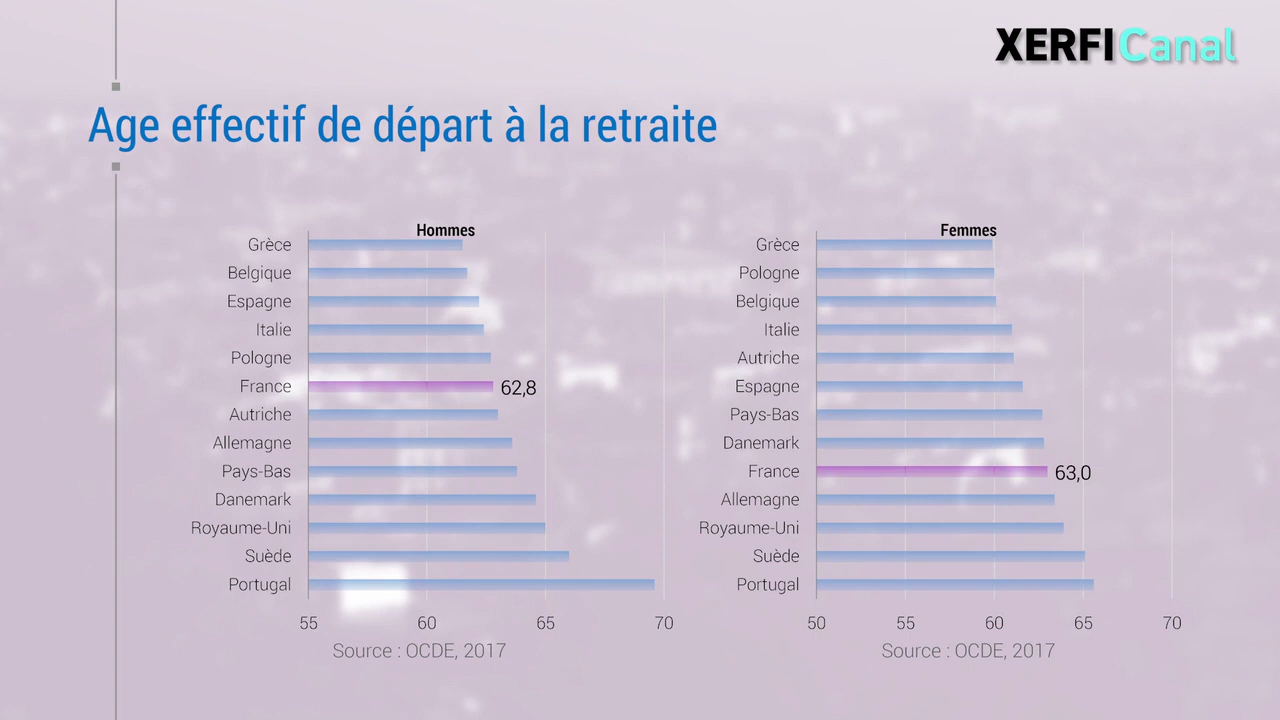 XERFI Canal
Age effectif de départ à la retraite
Hommes
Grèce
Belgique
Espagne
Italie
Pologne
France 62,8
Autriche
Allemagne
Pays-Bas
Danemark
Royaume-Uni
Suède
Portugal
55 60 65 70
Source : OCDE, 2017
Femmes
Grèce
Pologne
Belgique
Italie
Autriche
Espagne
Pays-Bas
Danemark
France 63,0
Allemagne
Royaume-Uni
Suède
Portugal
50 55 60 65 70
Source : OCDE, 2017